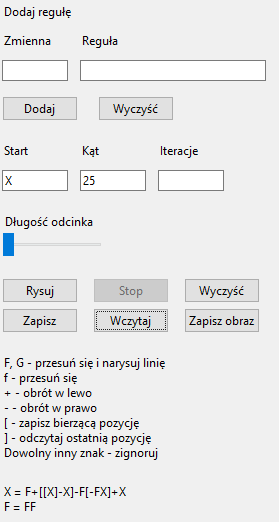 Dodaj regułę
Zmienna Reguła
Dodaj Wyczyść
Start Kąt Iteracje
X 25
Długość odcinka
Rysuj Stop Wyczyść
Zapisz Wczytaj Zapisz obraz
F, G - przesuń się i narysuj linię
f - przesuń się
+ - obrót w lewo
- - obrót w prawo
[ - zapisz bierzącą pozycję
] - odczytaj ostatnią pozycję
Dowolny inny znak - zignoruj
X = F+[[X]-X]-F[-FX]+X
F = FF